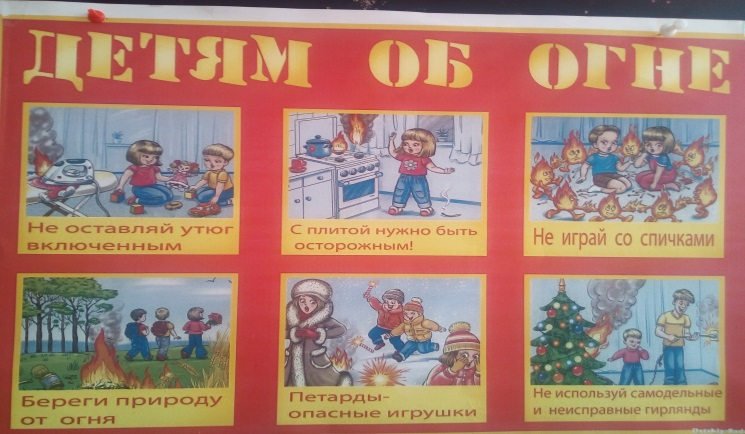 ДЕТЯМ ОБ ОГНЕ
Не оставляй утюг
включенным
С плитой нужно быть
осторожным!
Не играй со спичками
Береги природу
от огня
Петарды-
опасные игрушки
Не используй самодельные
и неисправные гирлянды